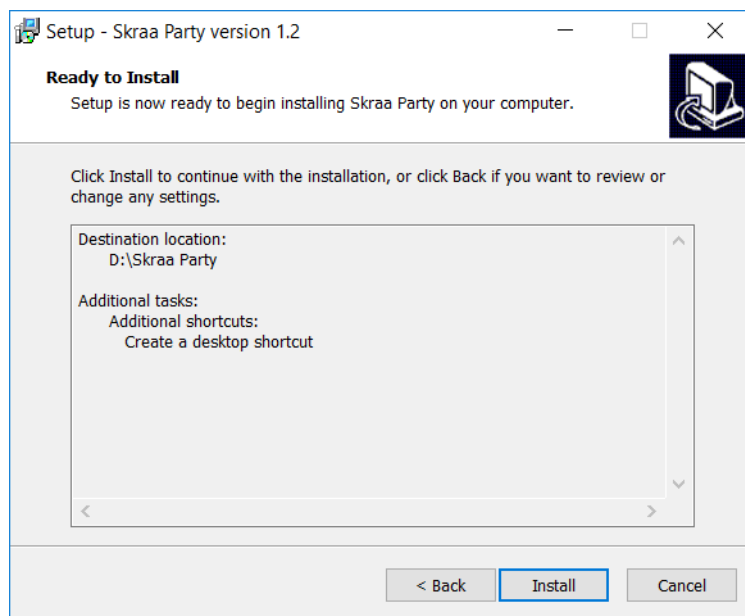 Setup - Skraa Party version 1.2
Ready to Install
Setup is now ready to begin installing Skraa Party on your computer.
Click Install to continue with the installation, or click Back if you want to review or
change any settings.
Destination location:
D:\Skraa Party
Additional tasks:
Additional shortcuts:
Create a desktop shortcut
< Back
Install
Cancel